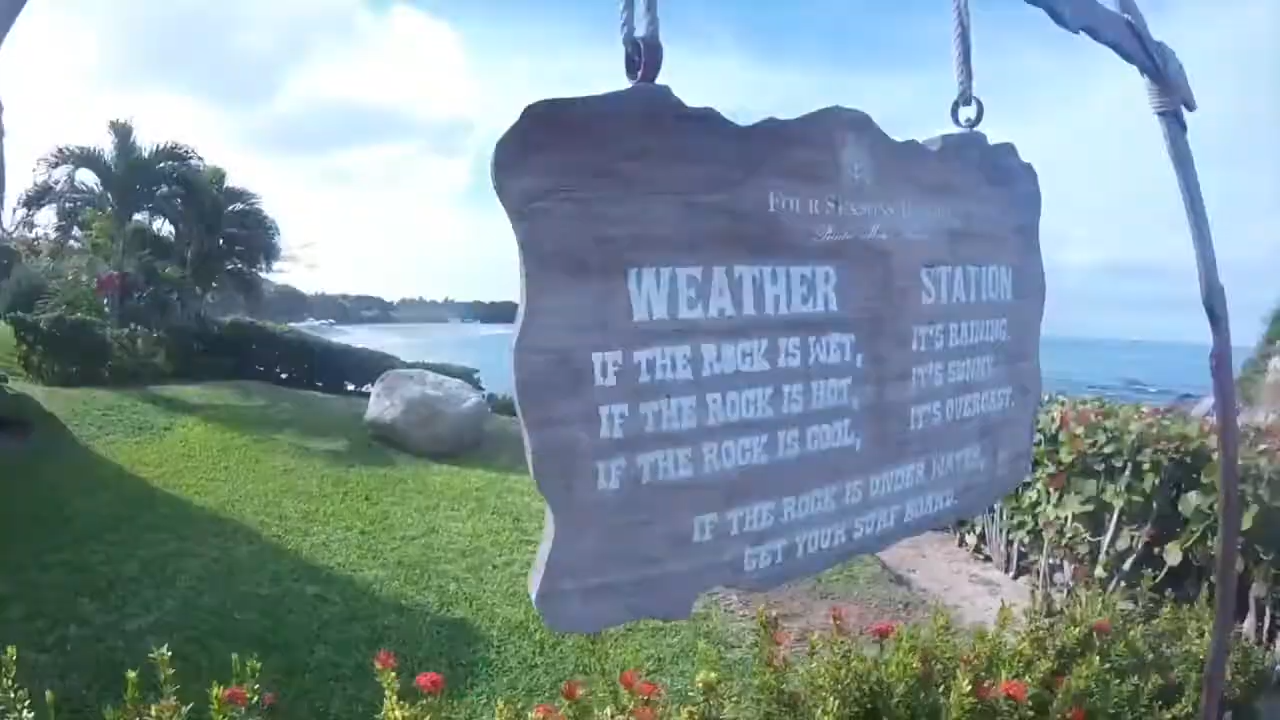 FOUR SEASONS
WEATHER STATION
IF THE ROCK IS WET, IT'S RAINING.
IF THE ROCK IS HOT, IT'S SUNNY.
IF THE ROCK IS COOL, IT'S OVERCAST.
IF THE ROCK IS UNDER WATER,
GET YOUR SURF BOARD.